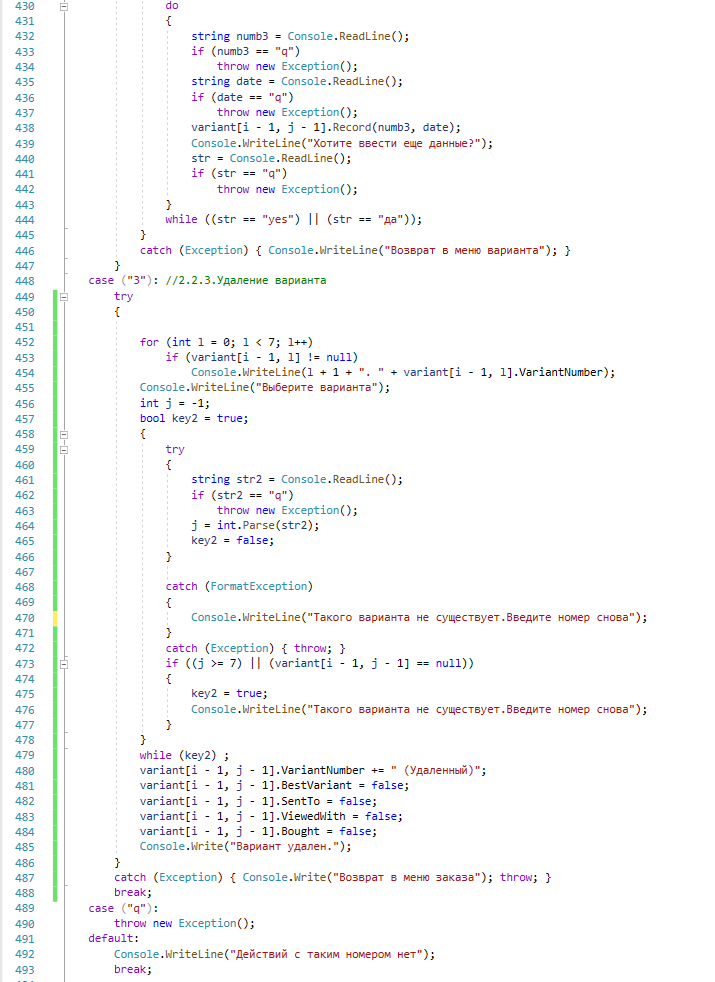 430 do
431 {
432 string numb3 = Console.ReadLine();
433 if (numb3 == "q")
434 throw new Exception();
435 string date = Console.ReadLine();
436 if (date == "q")
437 throw new Exception();
438 variant[i - 1, j - 1].Record(numb3, date);
439 Console.WriteLine("Хотите ввести еще данные?");
440 str = Console.ReadLine();
441 if (str == "q")
442 throw new Exception();
443 }
444 while ((str == "yes") || (str == "да"));
445 }
446 catch (Exception) { Console.WriteLine("Возврат в меню варианта"); }
447 }
448 case ("3"): //2.2.3.Удаление варианта
449 try
450 {
451
452 for (int l = 0; l < 7; l++)
453 if (variant[i - 1, l] != null)
454 Console.WriteLine(l + 1 + ". " + variant[i - 1, l].VariantNumber);
455 Console.WriteLine("Выберите варианта");
456 int j = -1;
457 bool key2 = true;
458 {
459 try
460 {
461 string str2 = Console.ReadLine();
462 if (str2 == "q")
463 throw new Exception();
464 j = int.Parse(str2);
465 key2 = false;
466 }
467
468 catch (FormatException)
469 {
470 Console.WriteLine("Такого варианта не существует.Введите номер снова");
471 }
472 catch (Exception) { throw; }
473 if ((j >= 7) || (variant[i - 1, j - 1] == null))
474 {
475 key2 = true;
476 Console.WriteLine("Такого варианта не существует.Введите номер снова");
477 }
478 }
479 while (key2) ;
480 variant[i - 1, j - 1].VariantNumber += " (Удаленный)";
481 variant[i - 1, j - 1].BestVariant = false;
482 variant[i - 1, j - 1].SentTo = false;
483 variant[i - 1, j - 1].ViewedWith = false;
484 variant[i - 1, j - 1].Bought = false;
485 Console.Write("Вариант удален.");
486 }
487 catch (Exception) { Console.Write("Возврат в меню заказа"); throw; }
488 break;
489 case ("q"):
490 throw new Exception();
491 default:
492 Console.WriteLine("Действий с таким номером нет");
493 break;